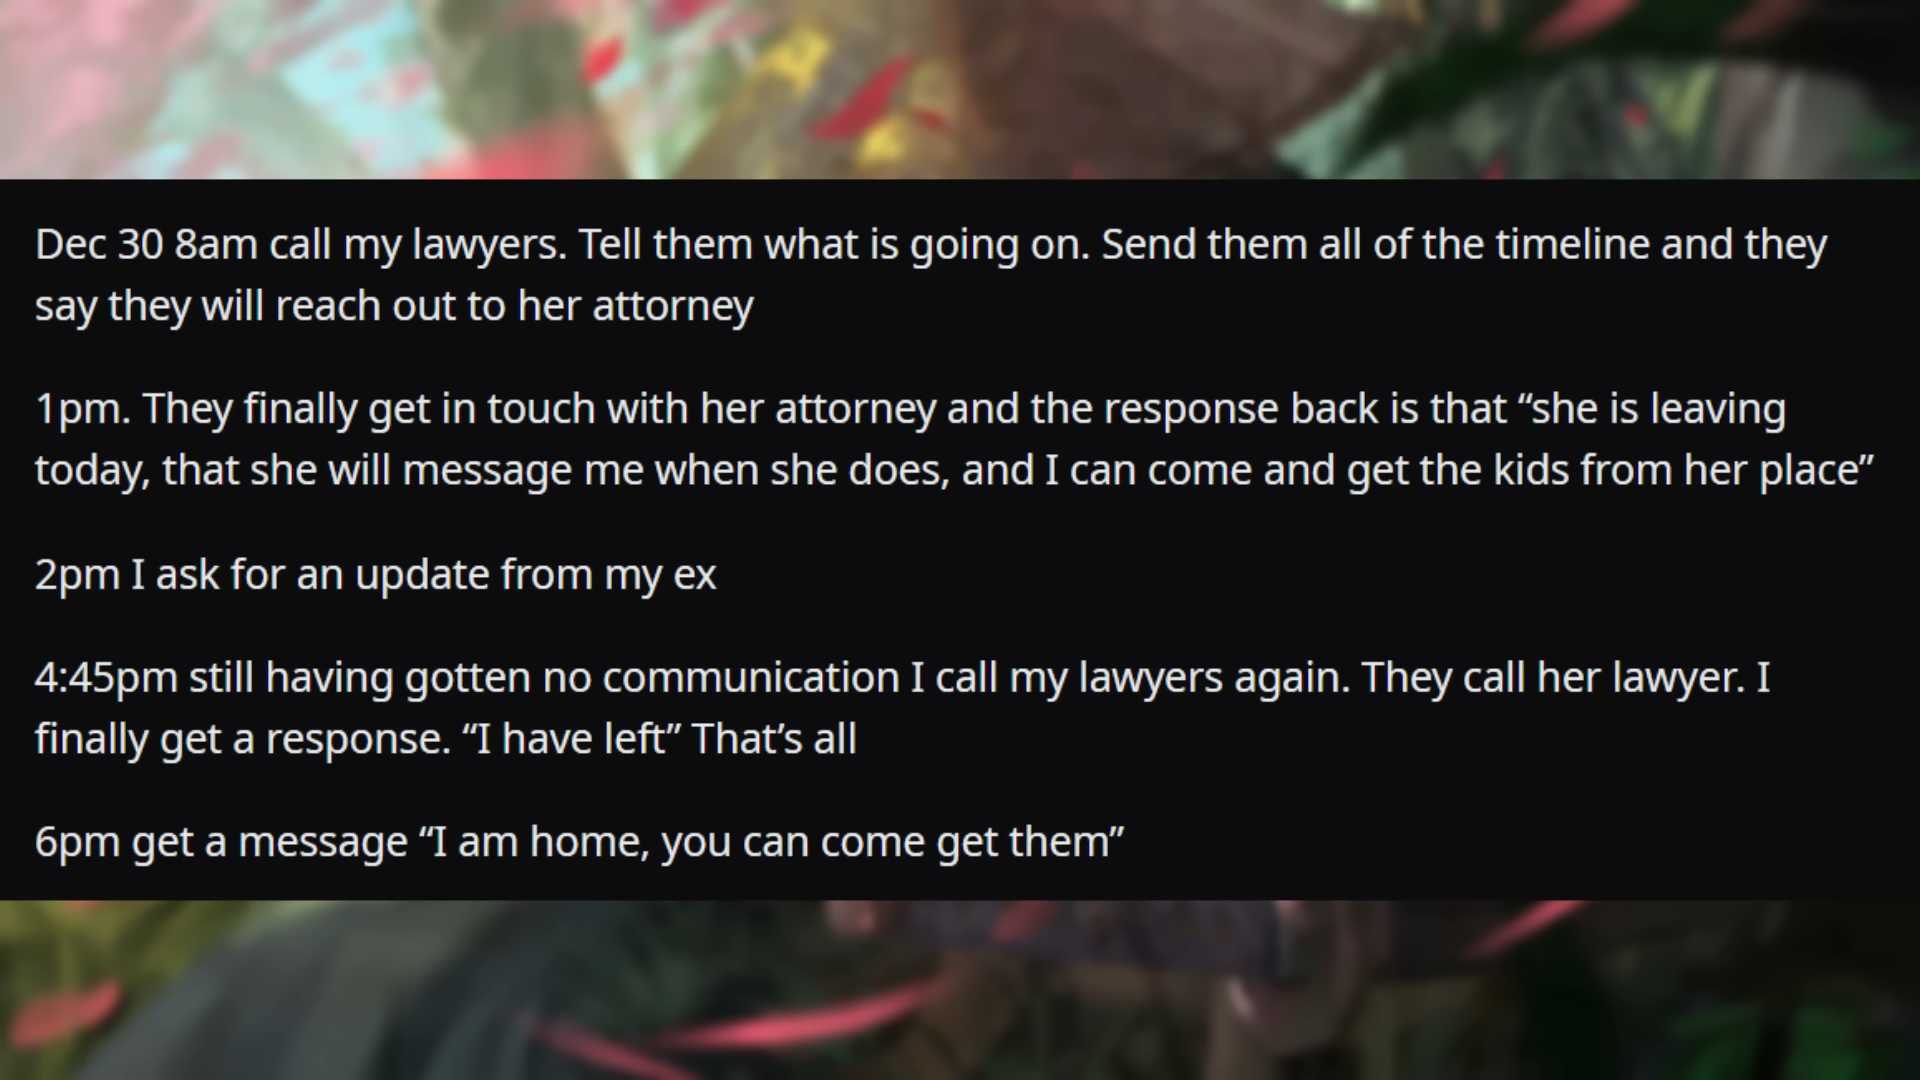 Dec 30 8am call my lawyers. Tell them what is going on. Send them all of the timeline and they
say they will reach out to her attorney
1pm. They finally get in touch with her attorney and the response back is that “she is leaving
today, that she will message me when she does, and I can come and get the kids from her place”
2pm I ask for an update from my ex
4:45pm still having gotten no communication I call my lawyers again. They call her lawyer. I
finally get a response. “I have left” That’s all
6pm get a message “I am home, you can come get them”